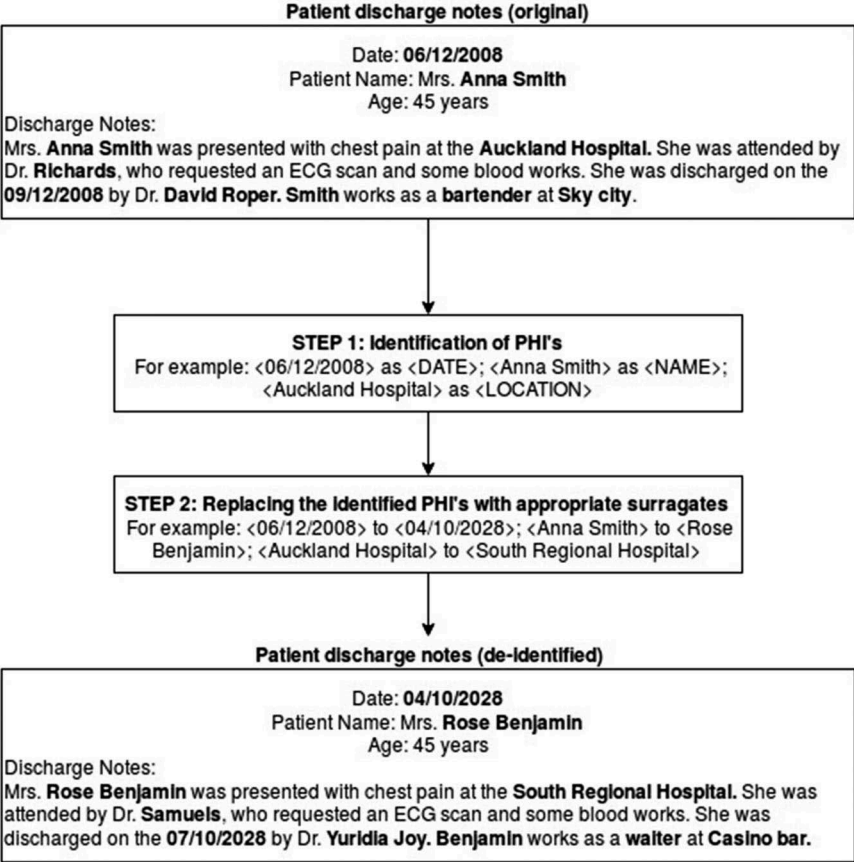 Patient discharge notes (original)
Date: 06/12/2008
Patient Name: Mrs. Anna Smith
Age: 45 years
Discharge Notes:
Mrs. Anna Smith was presented with chest pain at the Auckland Hospital. She was attended by
Dr. Richards, who requested an ECG scan and some blood works. She was discharged on the
09/12/2008 by Dr. David Roper. Smith works as a bartender at Sky city.
STEP 1: Identification of PHI's
For example: <06/12/2008> as <DATE>; <Anna Smith> as <NAME>;
<Auckland Hospital> as <LOCATION>
STEP 2: Replacing the identified PHI's with appropriate surragates
For example: <06/12/2008> to <04/10/2028>; <Anna Smith> to <Rose
Benjamin>; <Auckland Hospital> to <South Regional Hospital>
Patient discharge notes (de-identified)
Date: 04/10/2028
Patient Name: Mrs. Rose Benjamin
Age: 45 years
Discharge Notes:
Mrs. Rose Benjamin was presented with chest pain at the South Regional Hospital. She was
attended by Dr. Samuels, who requested an ECG scan and some blood works. She was
discharged on the 07/10/2028 by Dr. Yuridia Joy. Benjamin works as a waiter at Casino bar.